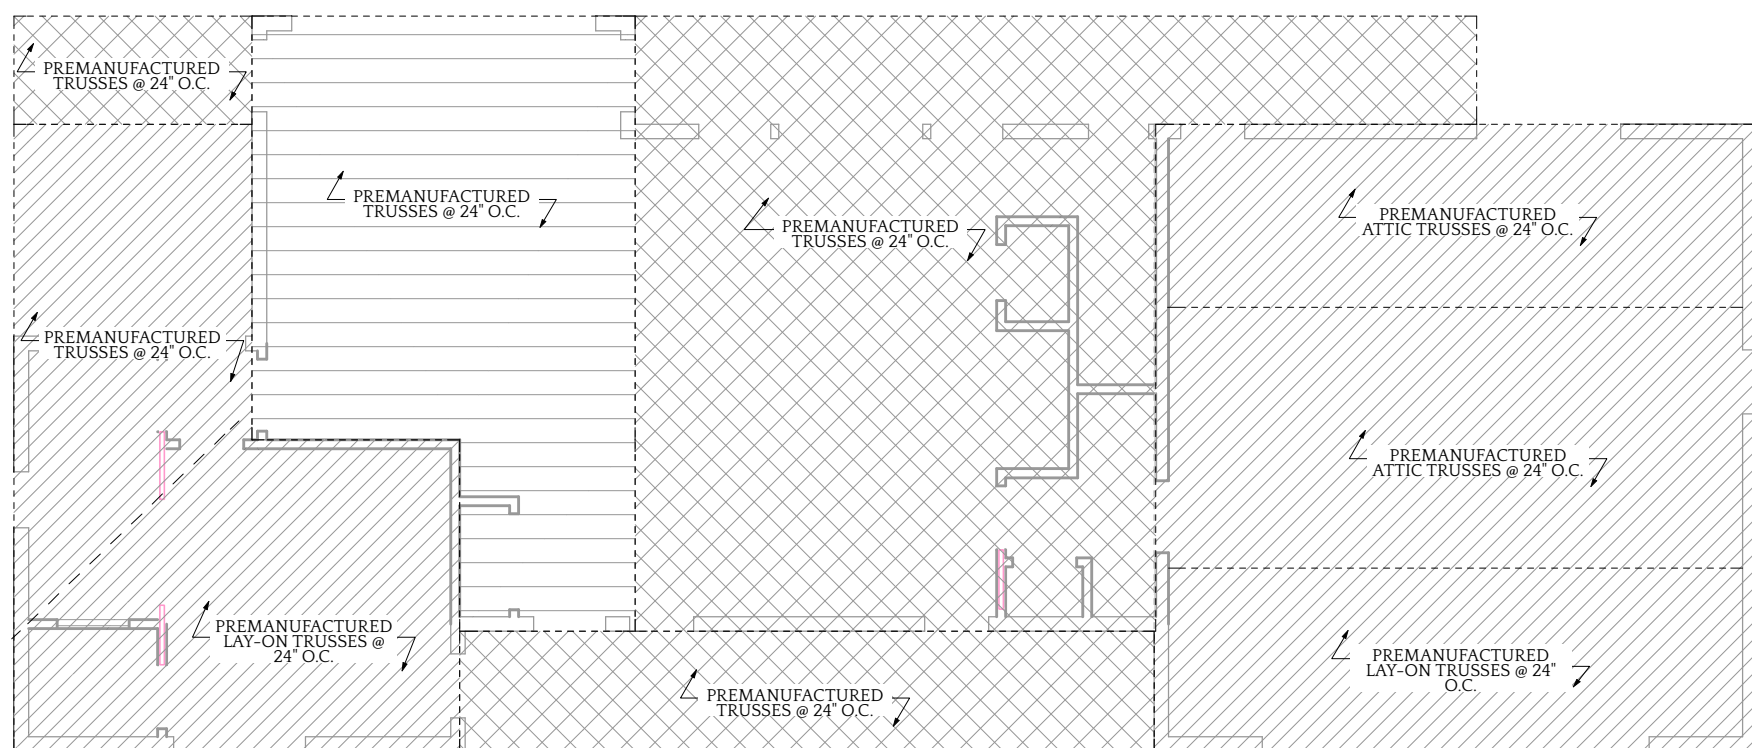 PREMANUFACTURED
TRUSSES @ 24" O.C.
PREMANUFACTURED
TRUSSES @ 24" O.C.
PREMANUFACTURED
TRUSSES @ 24" O.C.
PREMANUFACTURED
ATTIC TRUSSES @ 24" O.C.
PREMANUFACTURED
TRUSSES @ 24" O.C.
PREMANUFACTURED
ATTIC TRUSSES @ 24" O.C.
PREMANUFACTURED
LAY-ON TRUSSES @
24" O.C.
PREMANUFACTURED
TRUSSES @ 24" O.C.
PREMANUFACTURED
LAY-ON TRUSSES @ 24"
O.C.